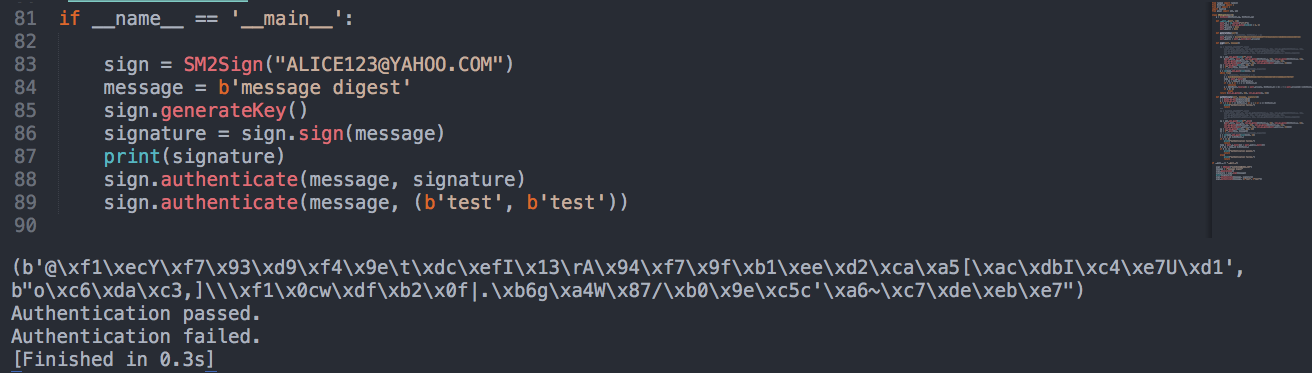 81 if __name__ == '__main__':
82
83     sign = SM2Sign("ALICE123@YAHOO.COM")
84     message = b'message digest'
85     sign.generateKey()
86     signature = sign.sign(message)
87     print(signature)
88     sign.authenticate(message, signature)
89     sign.authenticate(message, (b'test', b'test'))
90
(b'@\xf1\xecY\xf7\x93\xd9\xf4\x9e\t\xdc\xefI\x13\rA\x94\xf7\x9f\xb1\xee\xd2\xca\xa5[\xac\xdbI\xc4\xe7U\xd1',
b"o\xc6\xda\xc3,]\\\xf1\x0cw\xdf\xb2\x0f|.\xb6g\xa4W\x87/\xb0\x9e\xc5c'\xa6~\xc7\xde\xeb\xe7")
Authentication passed.
Authentication failed.
[Finished in 0.3s]